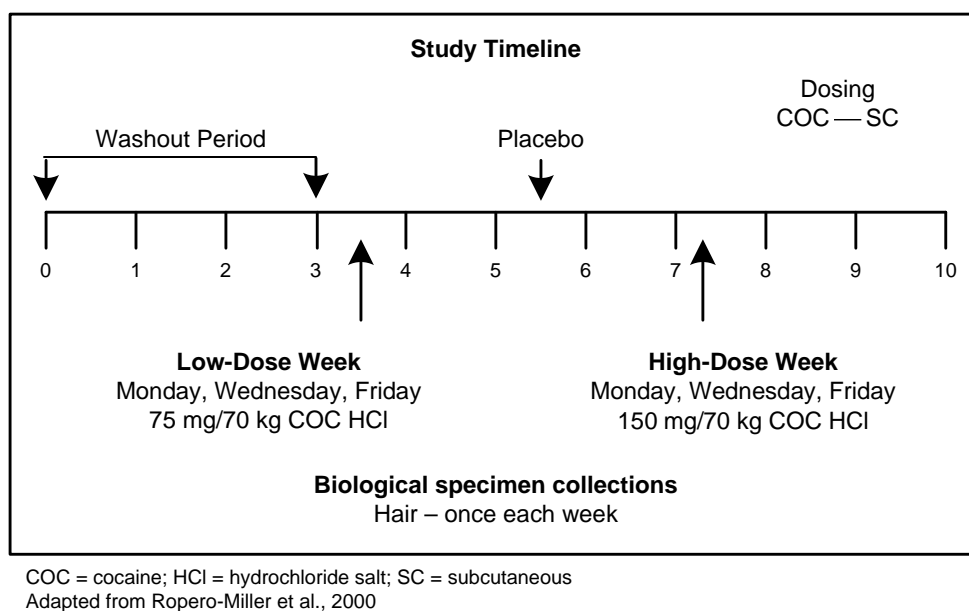 Study Timeline
Dosing
COC — SC
Washout Period
Placebo
0 1 2 3 4 5 6 7 8 9 10
Low-Dose Week
Monday, Wednesday, Friday
75 mg/70 kg COC HCl
High-Dose Week
Monday, Wednesday, Friday
150 mg/70 kg COC HCl
Biological specimen collections
Hair – once each week
COC = cocaine; HCl = hydrochloride salt; SC = subcutaneous
Adapted from Ropero-Miller et al., 2000